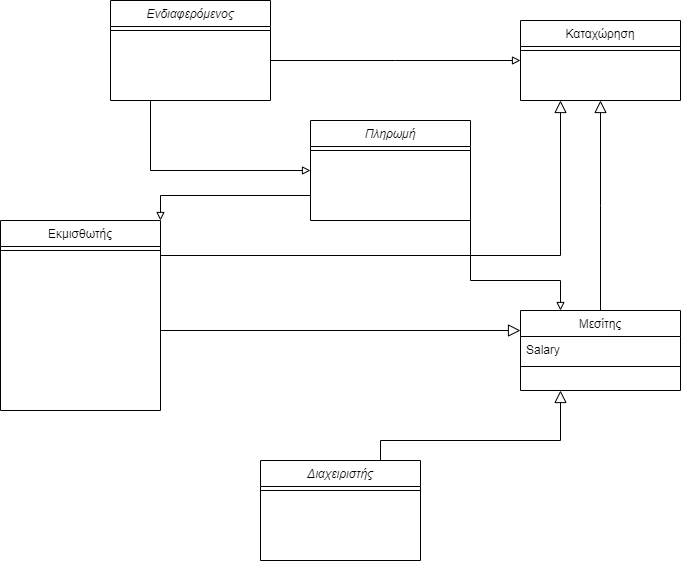 Ενδιαφερόμενος
Καταχώρηση
Πληρωμή
Εκμισθωτής
Μεσίτης
Salary
Διαχειριστής